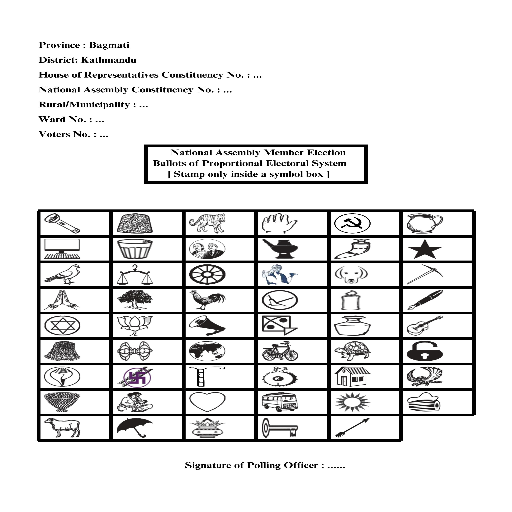 Province : Bagmati
District: Kathmandu
House of Representatives Constituency No. : ...
National Assembly Constituency No. : ...
Rural/Municipality : ...
Ward No. : ...
Voters No. : ...
National Assembly Member Election
Ballots of Proportional Electoral System
[ Stamp only inside a symbol box ]
Signature of Polling Officer : ......